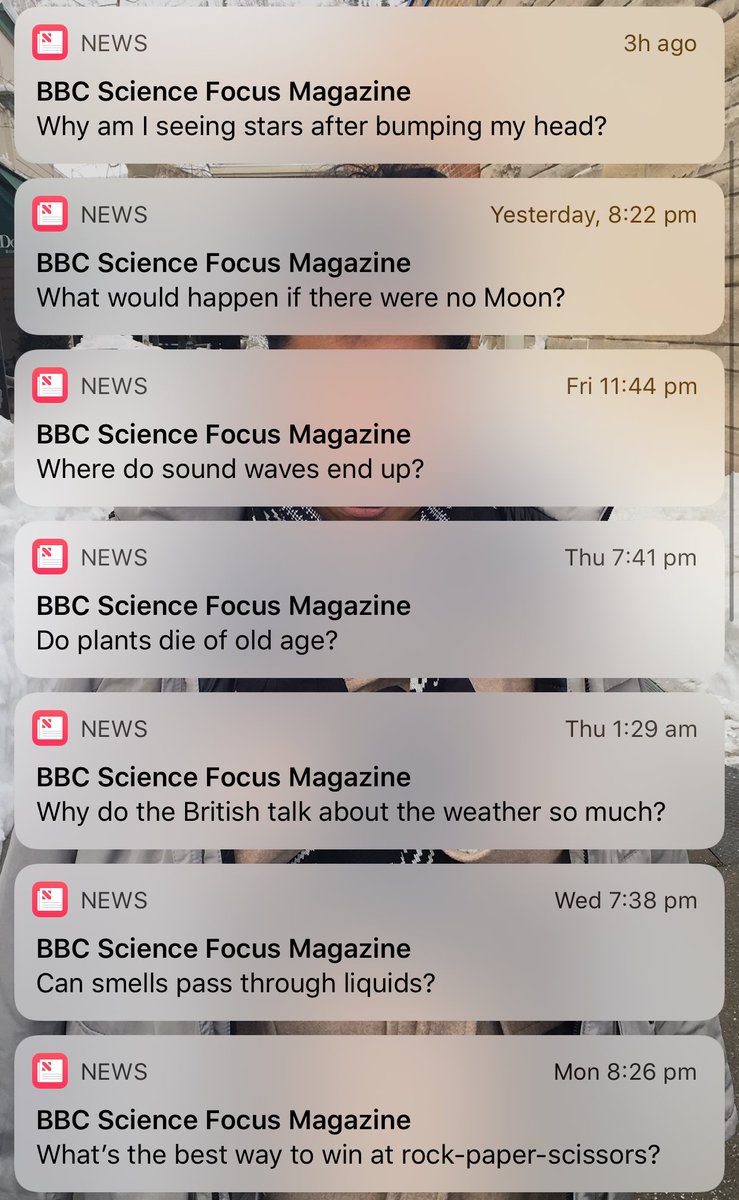 NEWS 3h ago
BBC Science Focus Magazine
Why am I seeing stars after bumping my head?
NEWS Yesterday, 8:22 pm
BBC Science Focus Magazine
What would happen if there were no Moon?
NEWS Fri 11:44 pm
BBC Science Focus Magazine
Where do sound waves end up?
NEWS Thu 7:41 pm
BBC Science Focus Magazine
Do plants die of old age?
NEWS Thu 1:29 am
BBC Science Focus Magazine
Why do the British talk about the weather so much?
NEWS Wed 7:38 pm
BBC Science Focus Magazine
Can smells pass through liquids?
NEWS Mon 8:26 pm
BBC Science Focus Magazine
What’s the best way to win at rock-paper-scissors?